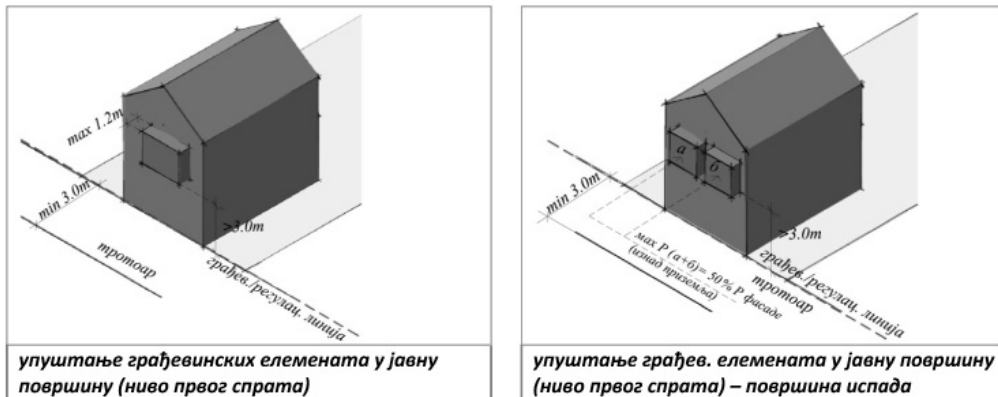 max 1.2m
min 3.0m
>3.0m
тротоар
грађев./регулац. линија
упуштање грађевинских елемената у јавну
површину (ниво првог спрата)
а
б
min 3.0m
>3.0m
мах P (а+б)= 50% P фасаде
(изнад приземља)
грађев./регулац. линија
тротоар
упуштање грађев. елемената у јавну површину
(ниво првог спрата) – површина испада